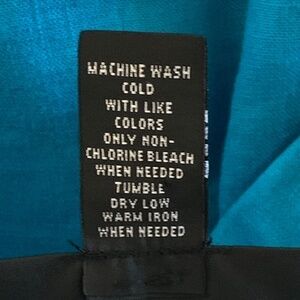 MACHINE WASH
COLD
WITH LIKE
COLORS
ONLY NON-
CHLORINE BLEACH
WHEN NEEDED
TUMBLE
DRY LOW
WARM IRON
WHEN NEEDED